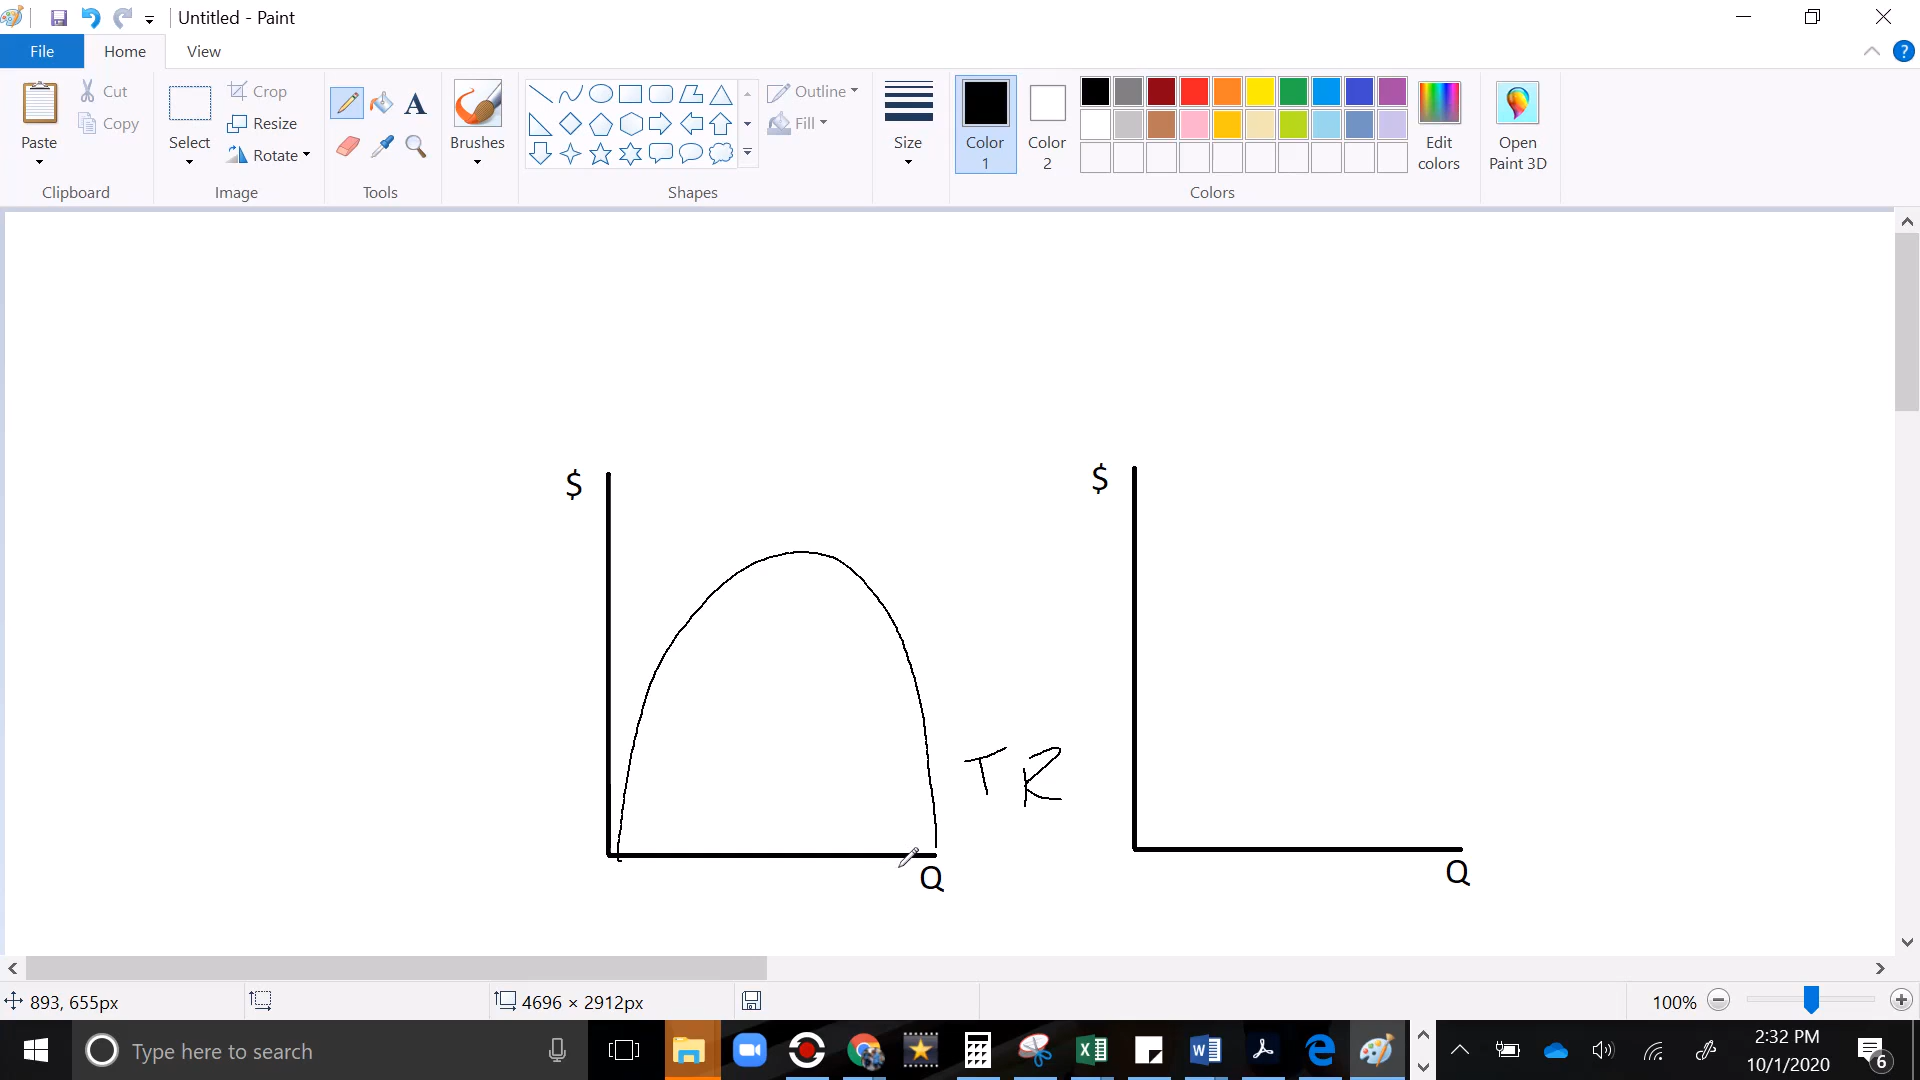 Untitled - Paint
File Home View
Paste
Cut
Copy
Clipboard
Select
Crop
Resize
Rotate
Image
A
Tools
Brushes
Outline
Fill
Shapes
Size
Color 1
Color 2
Edit colors
Colors
Open Paint 3D
?
$
$
TR
Q
Q
893, 655px
4696 × 2912px
100%
Type here to search
2:32 PM
10/1/2020
6